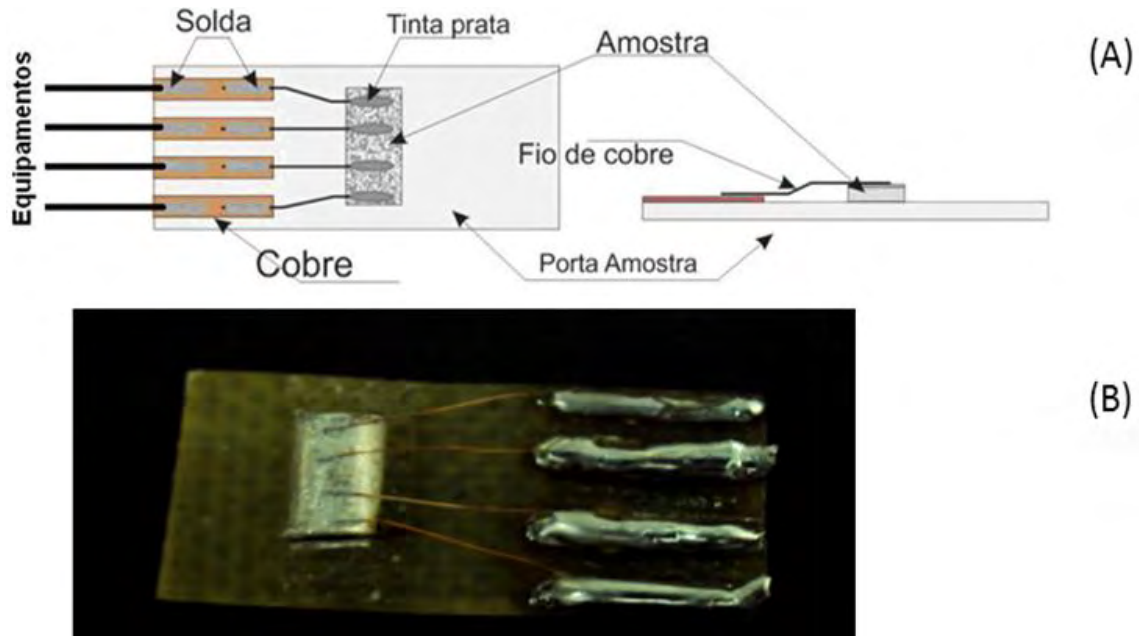 Solda
Tinta prata
Amostra
(A)
Equipamentos
Fio de cobre
Cobre
Porta Amostra
(B)